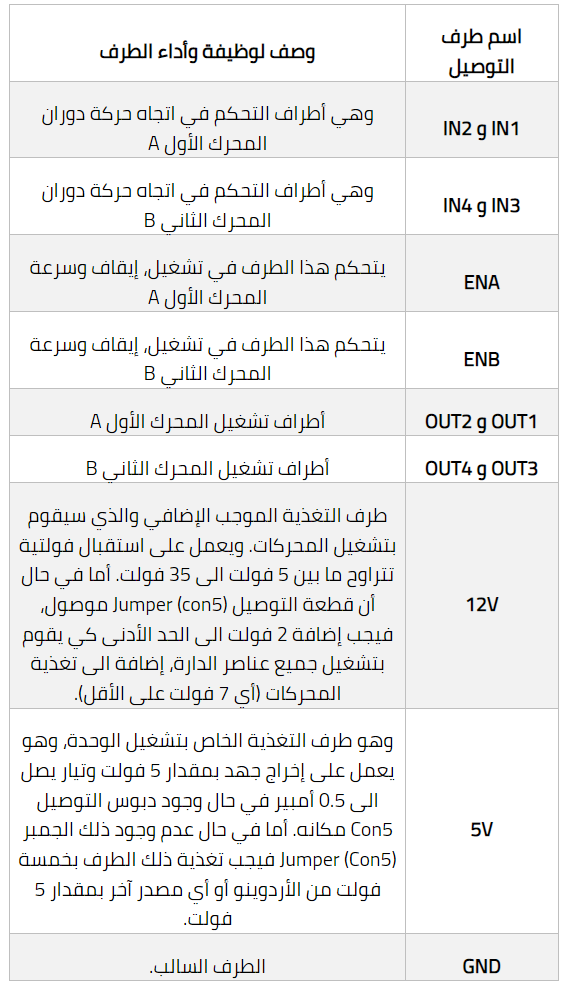 اسم طرف
التوصيل
وصف لوظيفة وأداء الطرف
IN1 و IN2
وهي أطراف التحكم في اتجاه حركة دوران
المحرك الأول A
IN3 و IN4
وهي أطراف التحكم في اتجاه حركة دوران
المحرك الثاني B
ENA
يتحكم هذا الطرف في تشغيل، إيقاف وسرعة
المحرك الأول A
ENB
يتحكم هذا الطرف في تشغيل، إيقاف وسرعة
المحرك الثاني B
OUT1 و OUT2
أطراف تشغيل المحرك الأول A
OUT3 و OUT4
أطراف تشغيل المحرك الثاني B
12V
طرف التغذية الموجب الإضافي والذي سيقوم
بتشغيل المحركات. ويعمل على استقبال فولتية
تتراوح ما بين 5 فولت الى 35 فولت. أما في حال
أن قطعة التوصيل Jumper (con5) موصول،
فيجب إضافة 2 فولت الى الحد الأدنى كي يقوم
بتشغيل جميع عناصر الدارة، إضافة الى تغذية
المحركات (أي 7 فولت على الأقل).
5V
وهو طرف التغذية الخاص بتشغيل الوحدة، وهو
يعمل على إخراج جهد بمقدار 5 فولت وتيار يصل
الى 0.5 أمبير في حال وجود دبوس التوصيل
Con5 مكانه. أما في حال عدم وجود ذلك الجمبر
Jumper (Con5) فيجب تغذية ذلك الطرف بخمسة
فولت من الأردوينو أو أي مصدر آخر بمقدار 5
فولت.
GND
الطرف السالب.